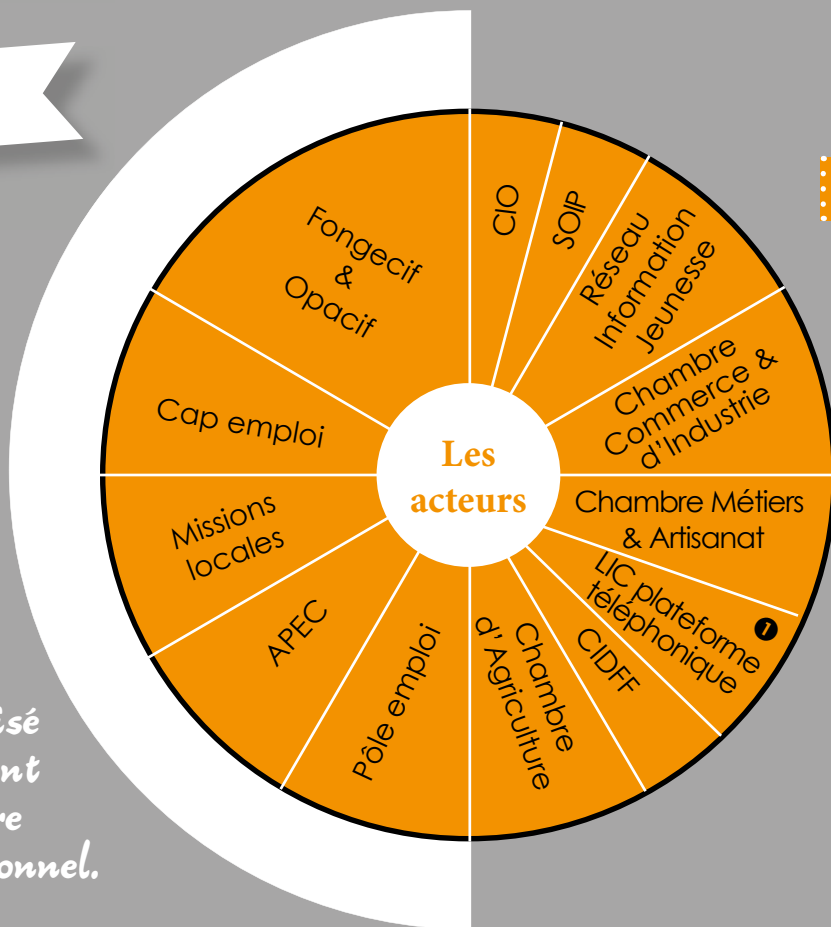 CIO
SOIP
Réseau
Information
Jeunesse
Chambre
Commerce &
d'Industrie
Chambre Métiers
& Artisanat
LIC plateforme
téléphonique
1
CIDFF
Chambre
d' Agriculture
Pôle emploi
APEC
Missions
locales
Cap emploi
Fongecif
&
Opacif
Les
acteurs